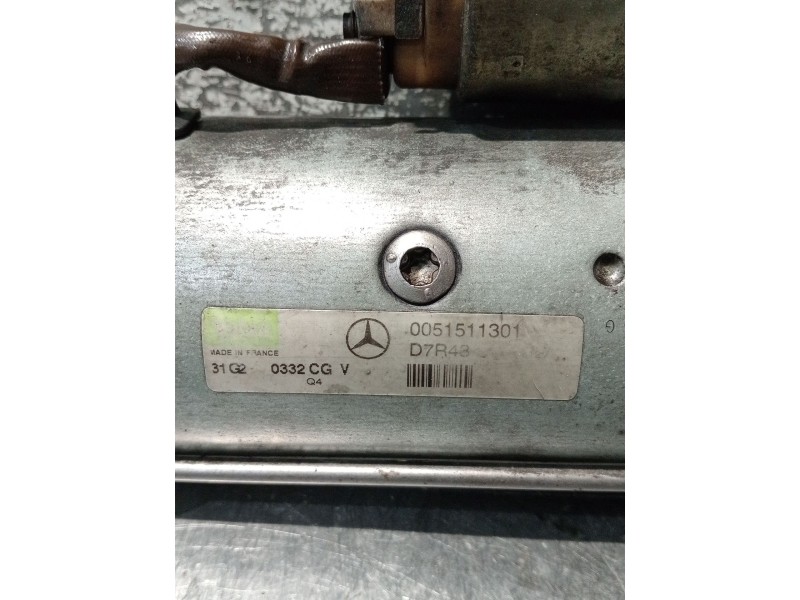 0051511301
MADE IN FRANCE
D7R43
31 G2 0332 CG V
Q4